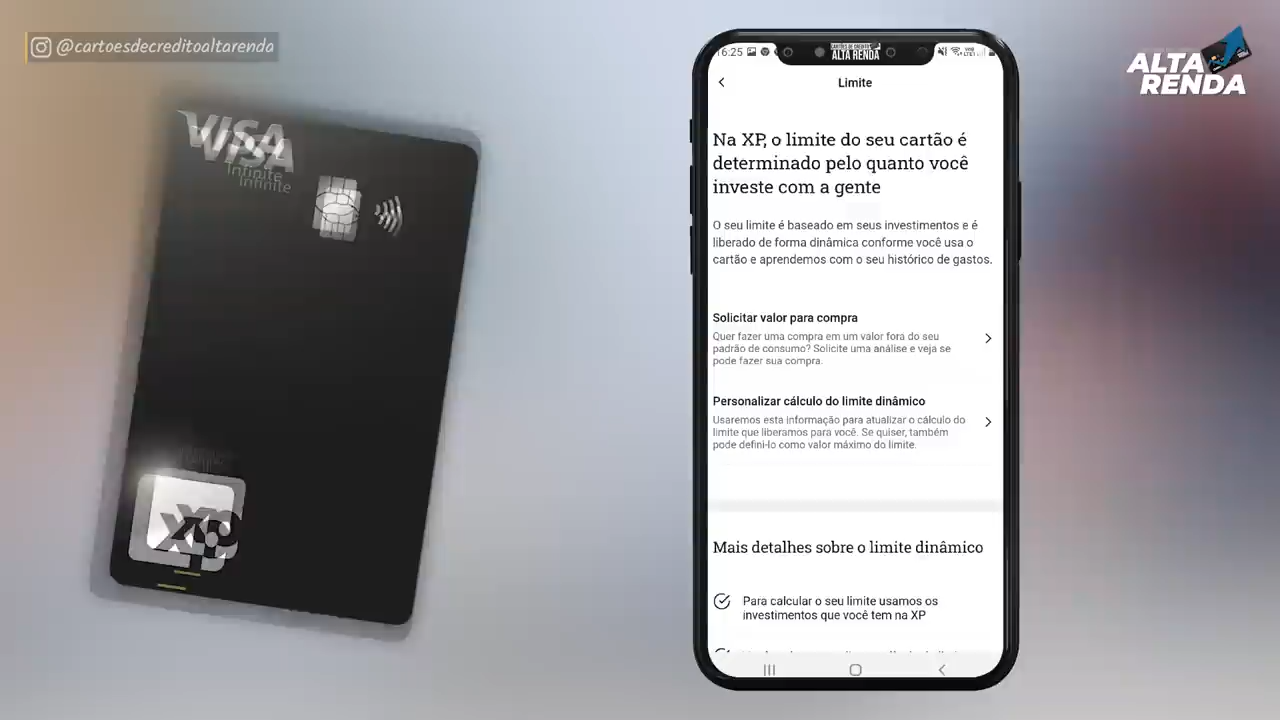 @cartoesdecreditoaltarenda
ALTA
RENDA
VISA
VISA
Infinite
Infinite
xp
16:25
CARTÕES DE CRÉDITO
ALTA RENDA
Limite
Na XP, o limite do seu cartão é
determinado pelo quanto você
investe com a gente
O seu limite é baseado em seus investimentos e é
liberado de forma dinâmica conforme você usa o
cartão e aprendemos com o seu histórico de gastos.
Solicitar valor para compra
Quer fazer uma compra em um valor fora do seu
padrão de consumo? Solicite uma análise e veja se
pode fazer sua compra.
Personalizar cálculo do limite dinâmico
Usaremos esta informação para atualizar o cálculo do
limite que liberamos para você. Se quiser, também
pode defini-lo como valor máximo do limite.
Mais detalhes sobre o limite dinâmico
Para calcular o seu limite usamos os
investimentos que você tem na XP